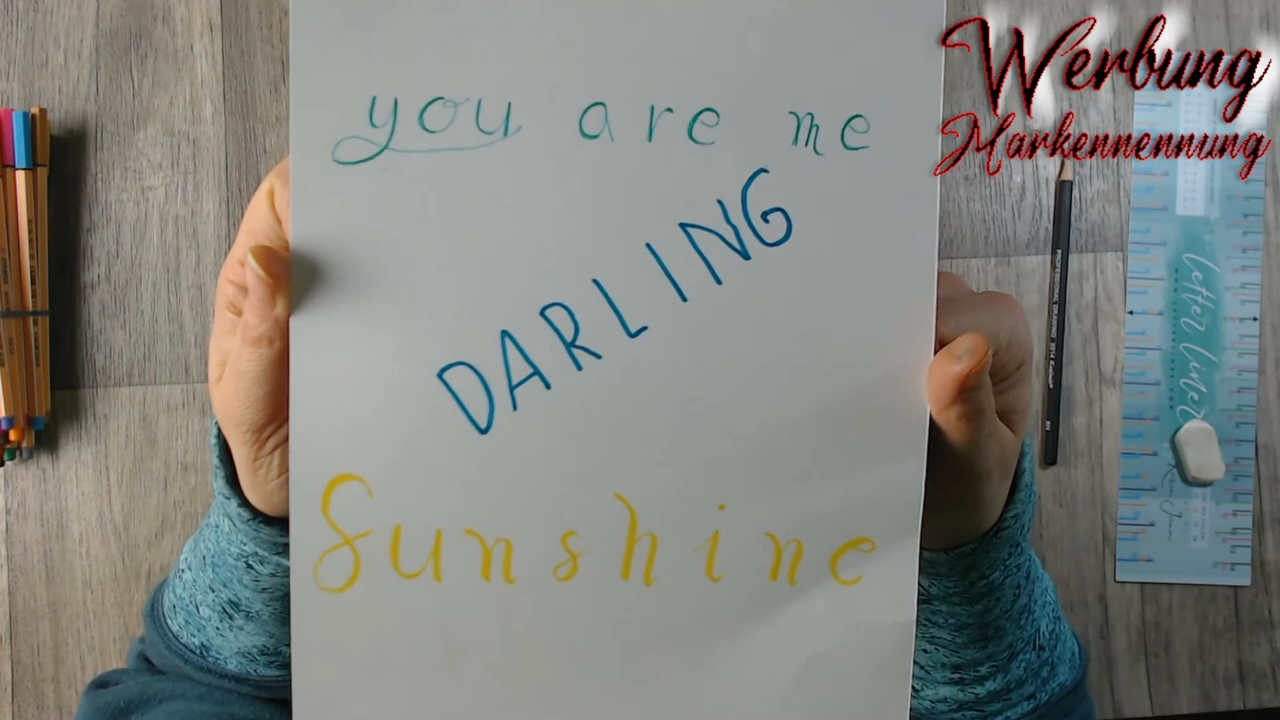 you are me
DARLING
Sunshine
Werbung
Markennennung
letter liner